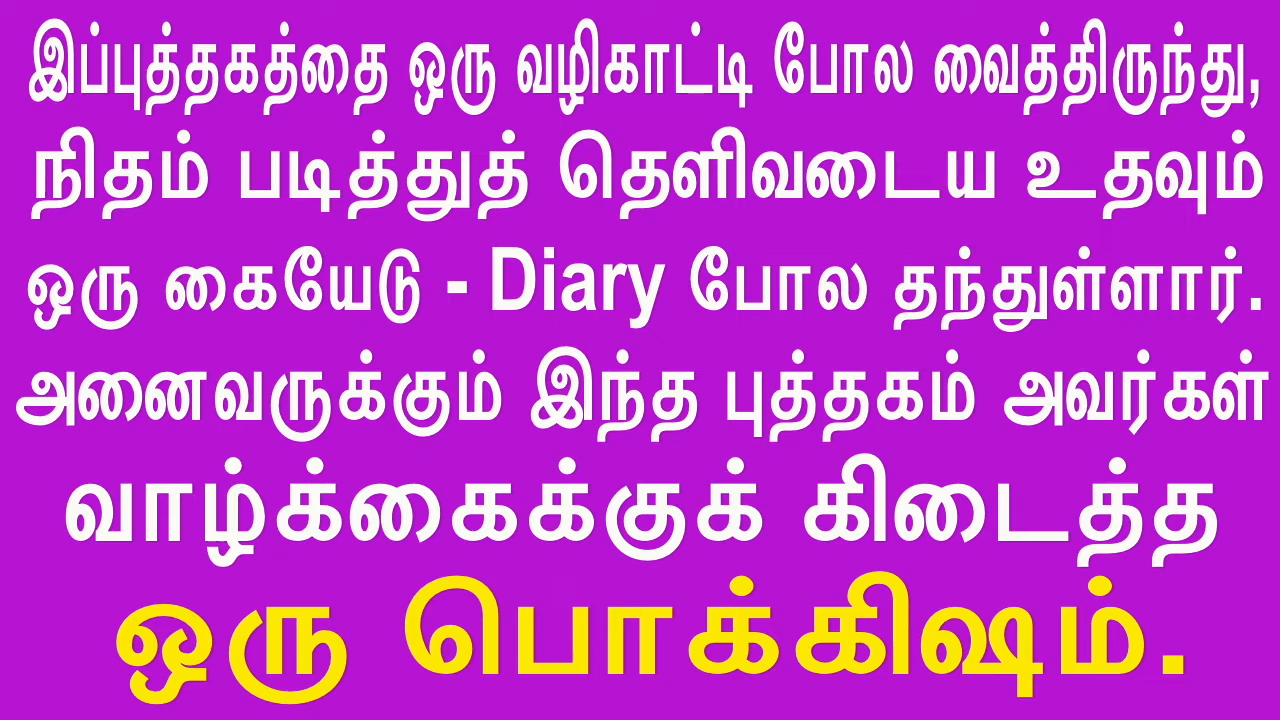 இப்புத்தகத்தை ஒரு வழிகாட்டி போல வைத்திருந்து,
நிதம் படித்துத் தெளிவடைய உதவும்
ஒரு கையேடு - Diary போல தந்துள்ளார்.
அனைவருக்கும் இந்த புத்தகம் அவர்கள்
வாழ்க்கைக்குக் கிடைத்த
ஒரு பொக்கிஷம்.